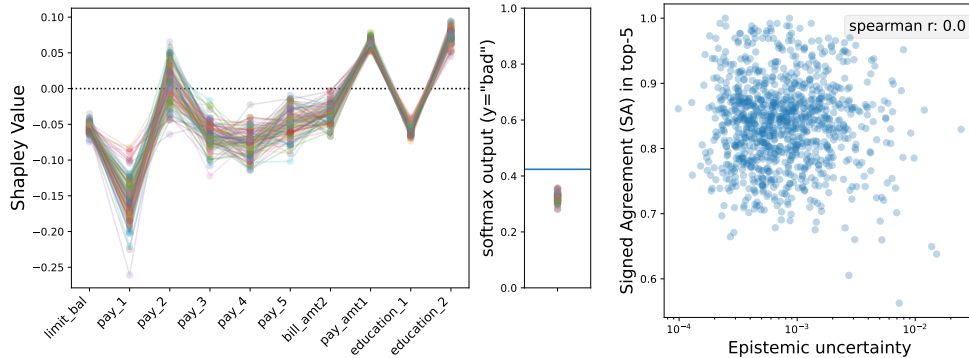 Shapley Value
0.10
0.05
0.00
−0.05
−0.10
−0.15
−0.20
−0.25
limit_bal
pay_1
pay_2
pay_3
pay_4
pay_5
bill_amt2
pay_amt1
education_1
education_2
softmax output (y="bad")
1.0
0.8
0.6
0.4
0.2
0.0
Signed Agreement (SA) in top-5
1.0
0.9
0.8
0.7
0.6
spearman r: 0.0
10⁻⁴
10⁻³
10⁻²
Epistemic uncertainty